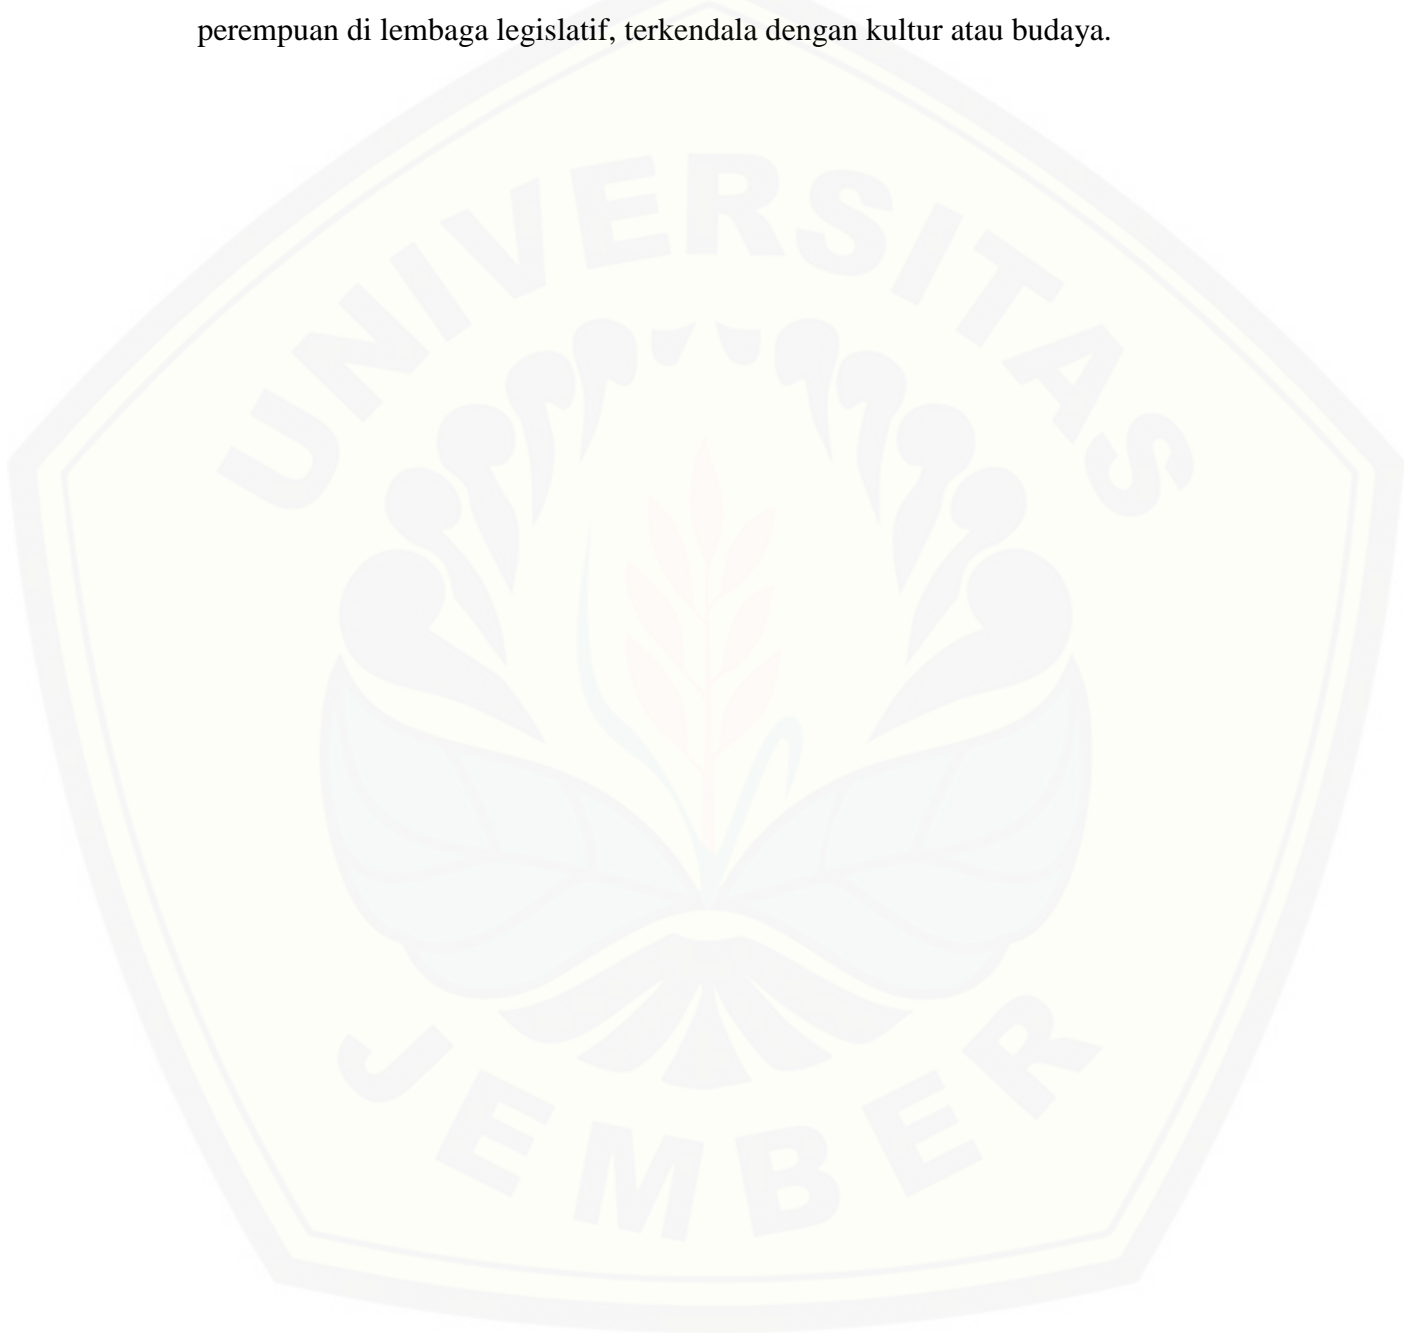 perempuan di lembaga legislatif, terkendala dengan kultur atau budaya.
UNIVERSITAS
JEMBER